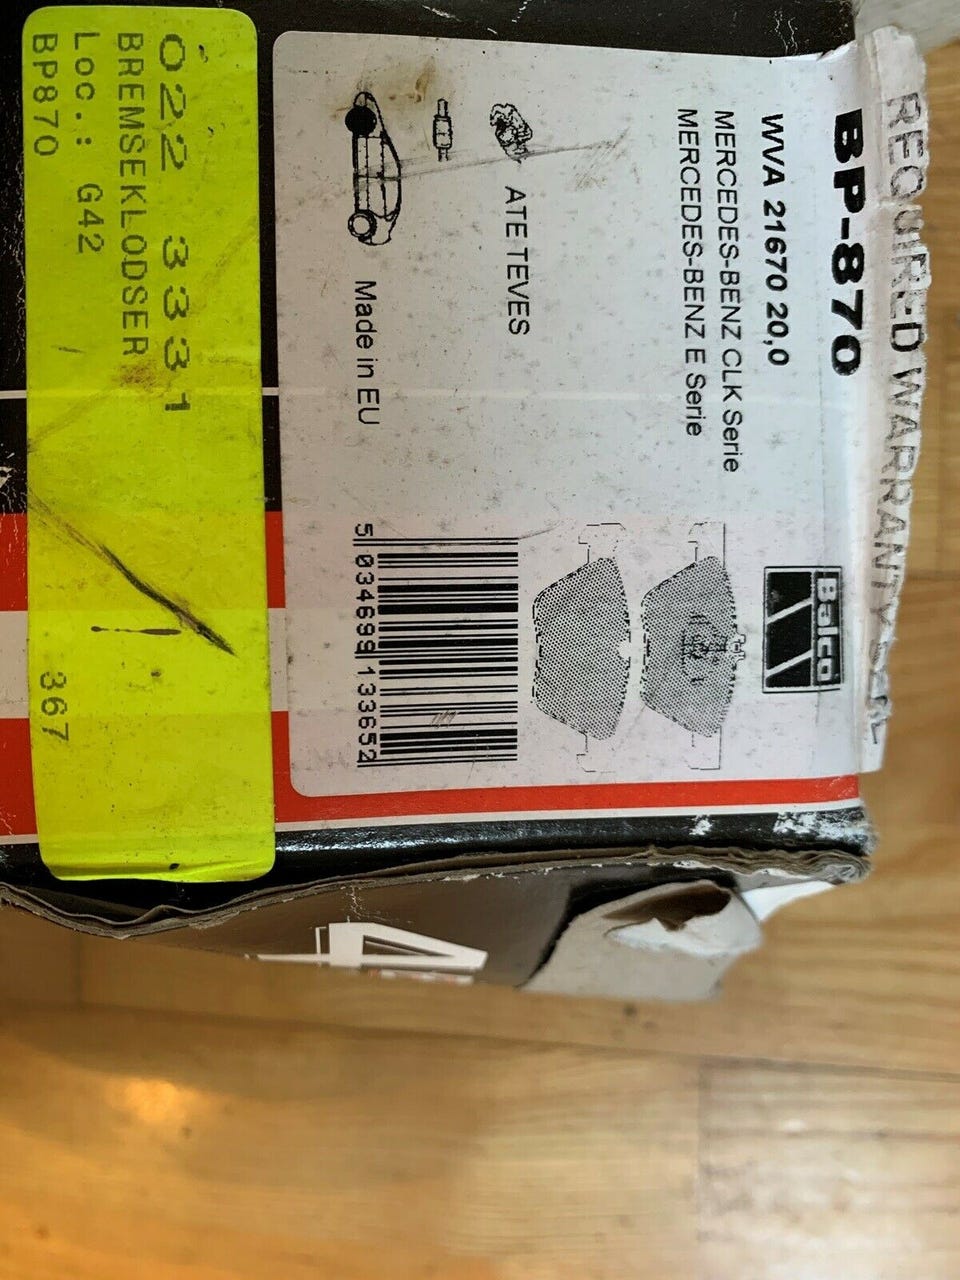 REQUIRED WARRANTY SEAL
BP-870
WVA 21670 20,0
MERCEDES-BENZ CLK Serie
MERCEDES-BENZ E Serie
ATE TEVES
Made in EU
Balco
5 034699 133652
022 3331
BREMSEKLODSER
Loc.: G42
BP870
367